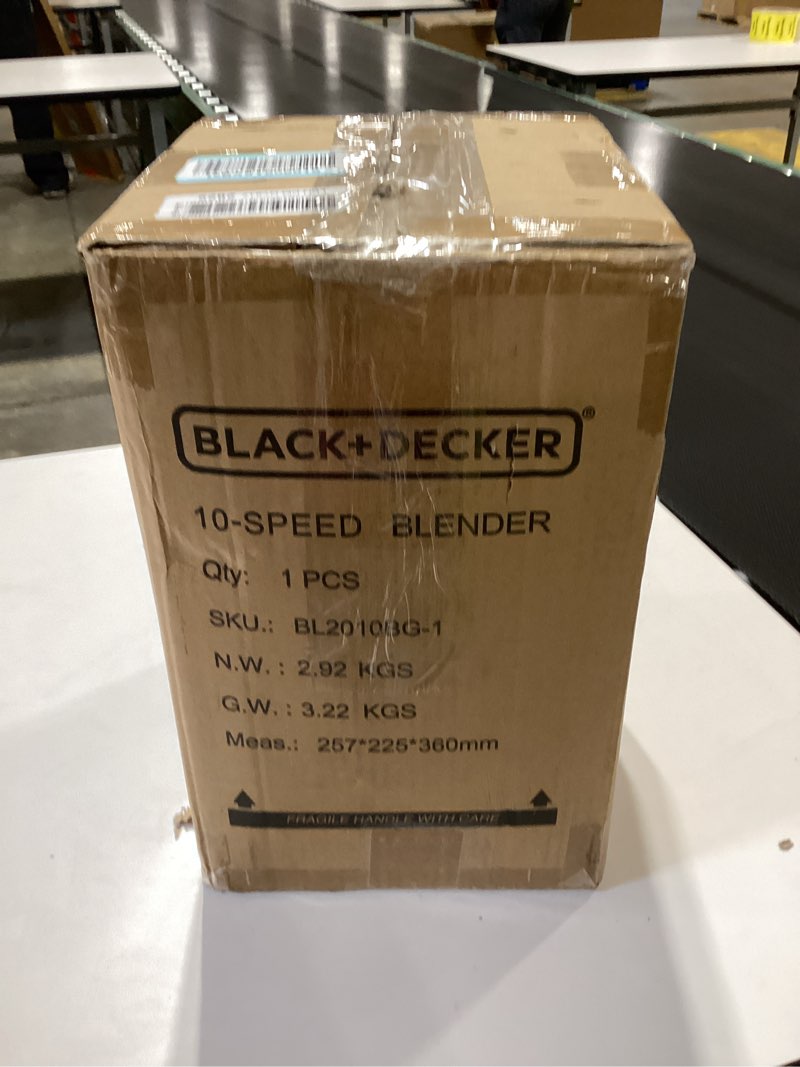 BLACK+DECKER®
10-SPEED BLENDER
Qty: 1 PCS
SKU.: BL2010BG-1
N.W. : 2.92 KGS
G.W. : 3.22 KGS
Meas.: 257*225*360mm
FRAGILE HANDLE WITH CARE